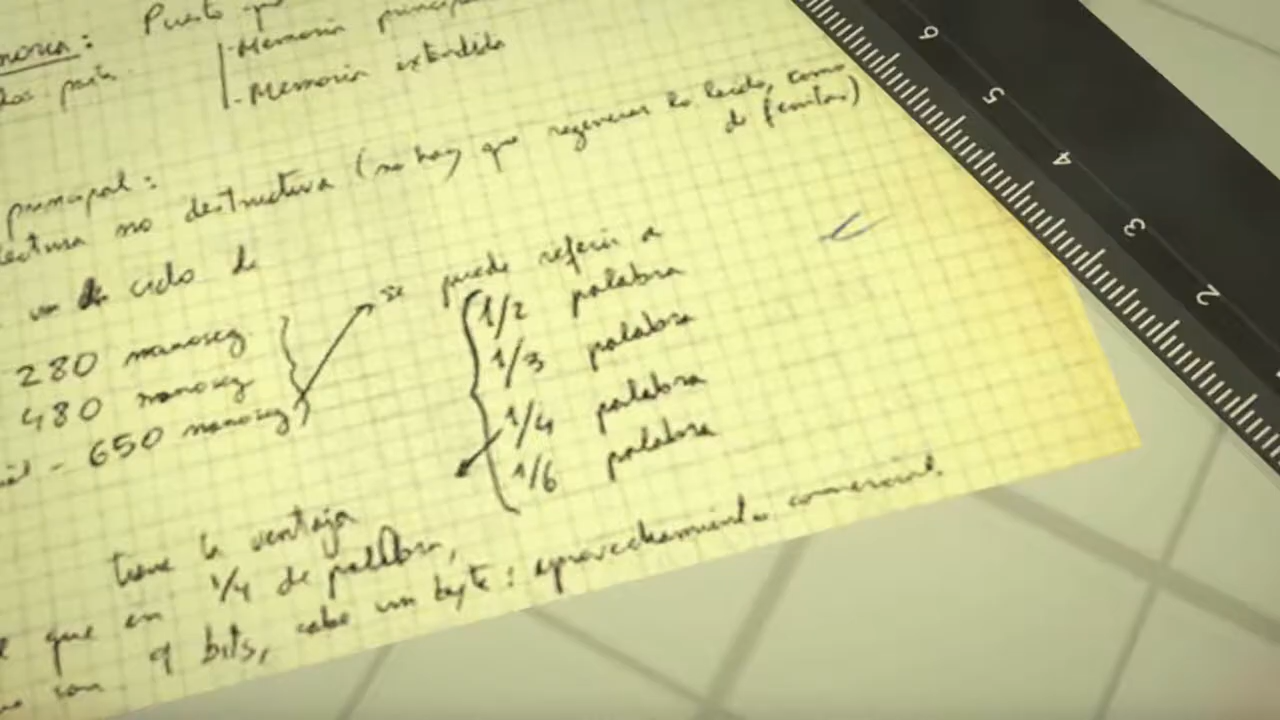 memoria: Puesto que
dos parte
- Memoria principal
- Memoria extendida
principal:
lectura no destructiva (no hay que regenerar lo leido, como
de ferritas)
un ciclo de
280 nanoseg
480 nanoseg
- 650 nanoseg
se puede referir a
1/2 palabra
1/3 palabra
1/4 palabra
1/6 palabra
tiene la ventaja
que en 1/4 de palabra,
son 9 bits, cabe un byte: aprovechamiento comercial.
6
5
4
3
2